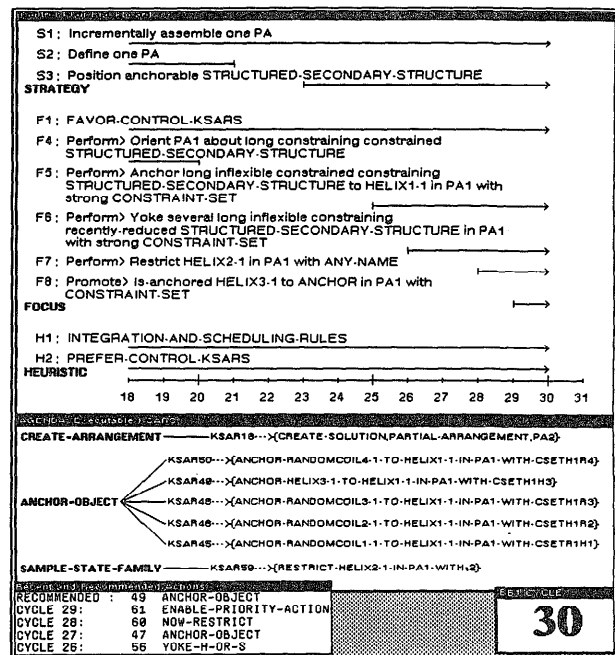 S1: Incrementally assemble one PA
S2: Define one PA
S3: Position anchorable STRUCTURED-SECONDARY-STRUCTURE
STRATEGY
F1: FAVOR-CONTROL-KSARS
F4: Perform> Orient PA1 about long constraining constrained
STRUCTURED-SECONDARY-STRUCTURE
F5: Perform> Anchor long inflexible constrained constraining
STRUCTURED-SECONDARY-STRUCTURE to HELIX1-1 in PA1 with
strong CONSTRAINT-SET
F6: Perform> Yoke several long inflexible constraining
recently-reduced STRUCTURED-SECONDARY-STRUCTURE in PA1
with strong CONSTRAINT-SET
F7: Perform> Restrict HELIX2-1 in PA1 with ANY-NAME
F8: Promote> Is-anchored HELIX3-1 to ANCHOR in PA1 with
CONSTRAINT-SET
FOCUS
H1: INTEGRATION-AND-SCHEDULING-RULES
H2: PREFER-CONTROL-KSARS
HEURISTIC
18 19 20 21 22 23 24 25 26 27 28 29 30 31
CREATE-ARRANGEMENT KSAR18--->{CREATE-SOLUTION,PARTIAL-ARRANGEMENT,PA2}
KSAR50--->{ANCHOR-RANDOMCOIL4-1-TO-HELIX1-1-IN-PA1-WITH-CSETH1R4}
KSAR49--->{ANCHOR-HELIX3-1-TO-HELIX1-1-IN-PA1-WITH-CSETH1H3}
ANCHOR-OBJECT KSAR48--->{ANCHOR-RANDOMCOIL3-1-TO-HELIX1-1-IN-PA1-WITH-CSETH1R3}
KSAR46--->{ANCHOR-RANDOMCOIL2-1-TO-HELIX1-1-IN-PA1-WITH-CSETH1R2}
KSAR45--->{ANCHOR-RANDOMCOIL1-1-TO-HELIX1-1-IN-PA1-WITH-CSETR1H1}
SAMPLE-STATE-FAMILY KSAR59--->{RESTRICT-HELIX2-1-IN-PA1-WITH-2}
Recent and Recommended Actions
RECOMMENDED : 49 ANCHOR-OBJECT
CYCLE 29: 61 ENABLE-PRIORITY-ACTION
CYCLE 28: 60 NOW-RESTRICT
CYCLE 27: 47 ANCHOR-OBJECT
CYCLE 26: 56 YOKE-H-OR-S
BB1 CYCLE
30